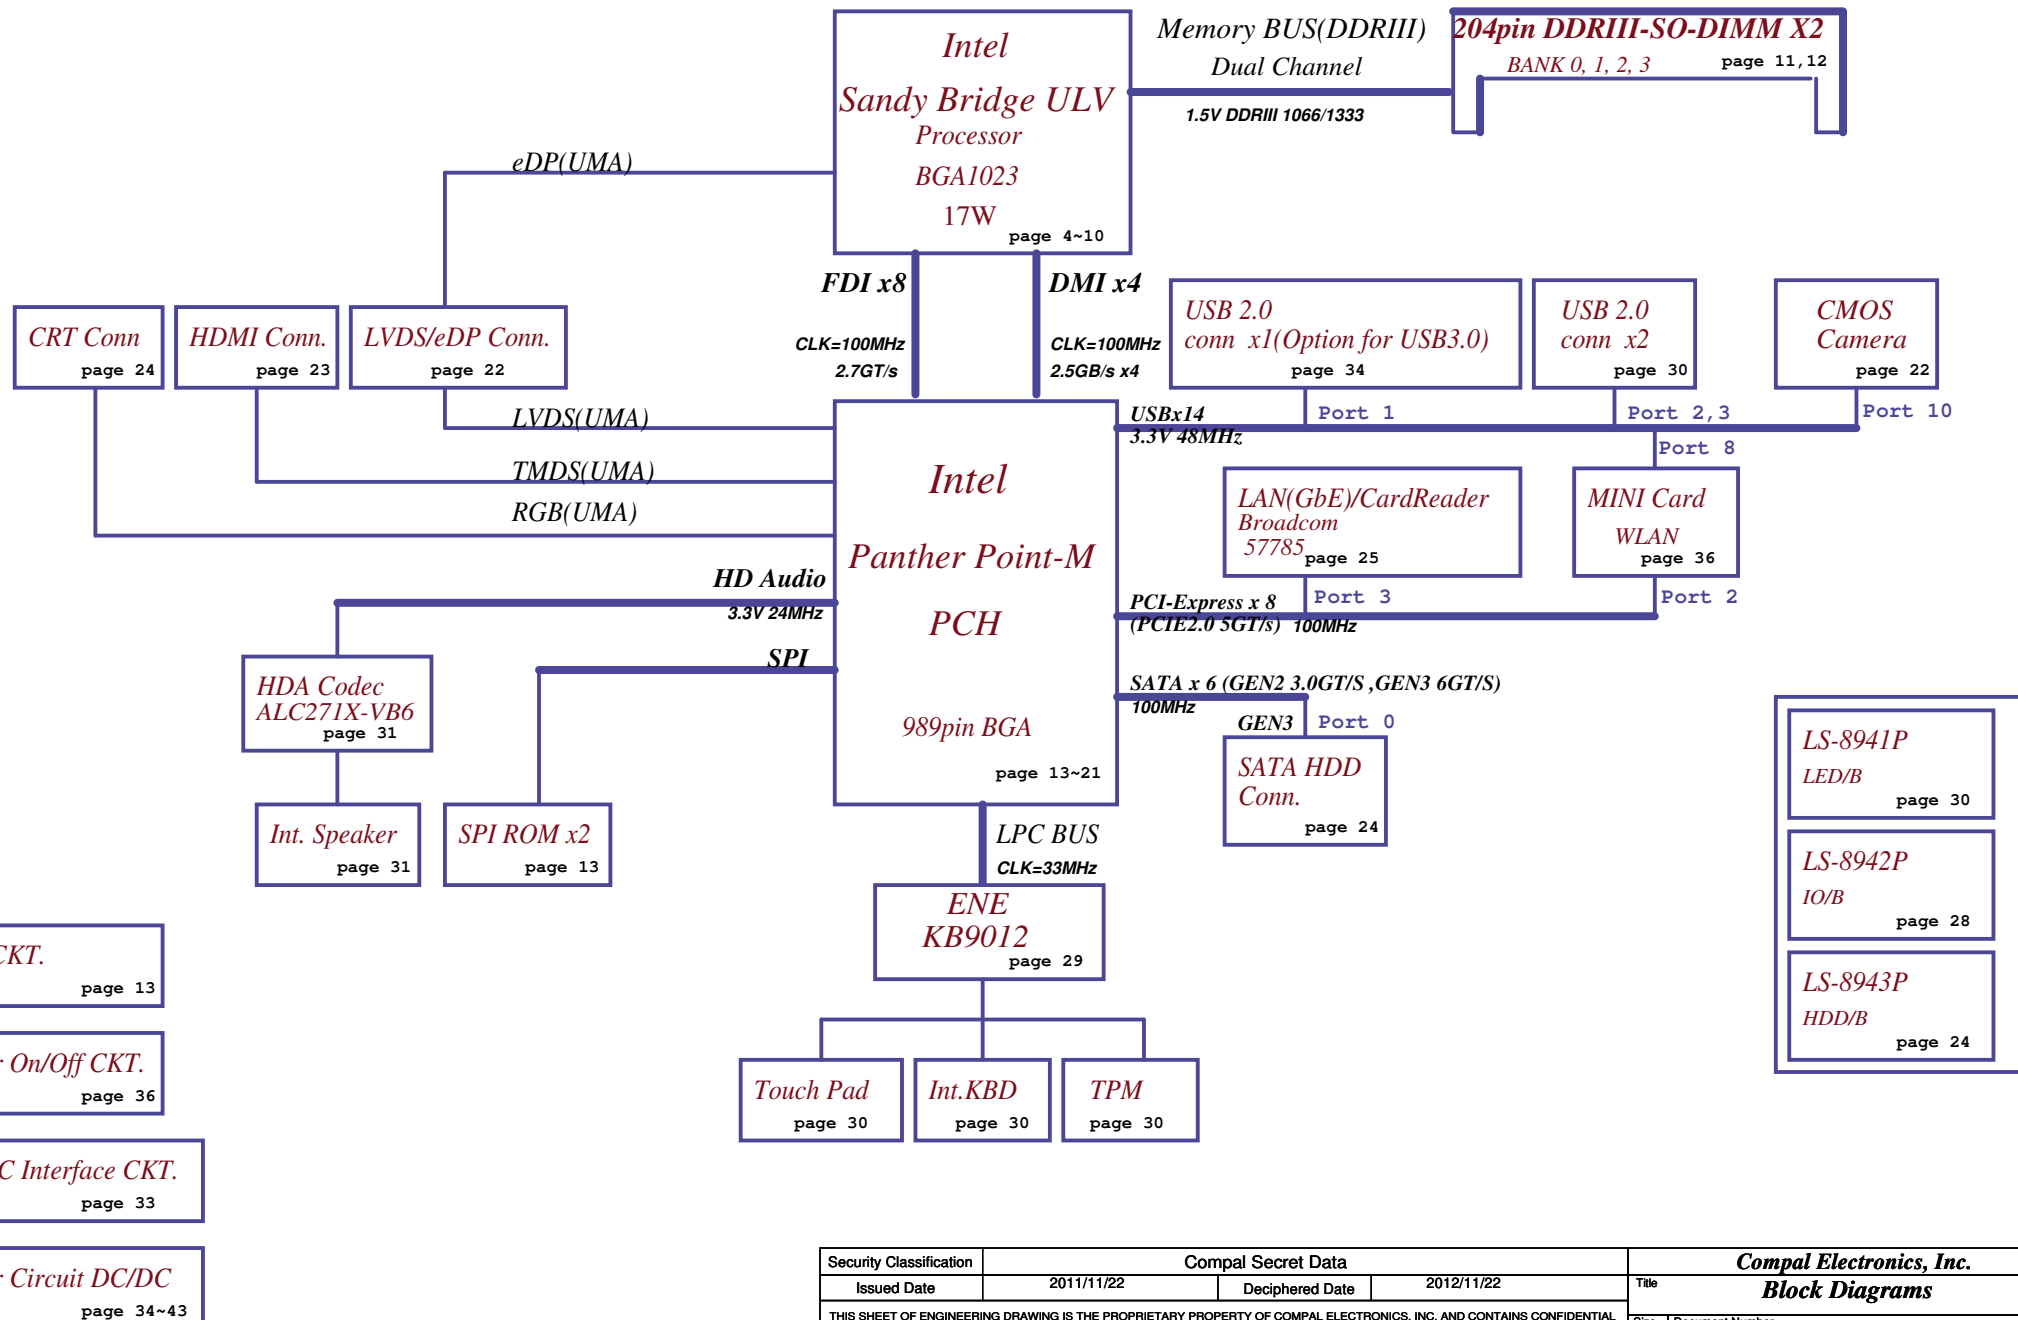 Intel
Sandy Bridge ULV
Processor
BGA1023
17W
page 4~10
Memory BUS(DDRIII)
Dual Channel
1.5V DDRIII 1066/1333
204pin DDRIII-SO-DIMM X2
BANK 0, 1, 2, 3
page 11,12
eDP(UMA)
FDI x8
CLK=100MHz
2.7GT/s
DMI x4
CLK=100MHz
2.5GB/s x4
CRT Conn
page 24
HDMI Conn.
page 23
LVDS/eDP Conn.
page 22
USB 2.0
conn x1(Option for USB3.0)
page 34
USB 2.0
conn x2
page 30
CMOS
Camera
page 22
LVDS(UMA)
TMDS(UMA)
RGB(UMA)
USBx14
3.3V 48MHz
Port 1
Port 2,3
Port 10
Port 8
Intel
Panther Point-M
PCH
989pin BGA
page 13~21
LAN(GbE)/CardReader
Broadcom
57785
page 25
MINI Card
WLAN
page 36
HD Audio
3.3V 24MHz
PCI-Express x 8
(PCIE2.0 5GT/s)
100MHz
Port 3
Port 2
SPI
HDA Codec
ALC271X-VB6
page 31
SATA x 6 (GEN2 3.0GT/S ,GEN3 6GT/S)
100MHz
GEN3
Port 0
SATA HDD
Conn.
page 24
LS-8941P
LED/B
page 30
LS-8942P
IO/B
page 28
LS-8943P
HDD/B
page 24
Int. Speaker
page 31
SPI ROM x2
page 13
LPC BUS
CLK=33MHz
ENE
KB9012
page 29
Touch Pad
page 30
Int.KBD
page 30
TPM
page 30
CKT.
page 13
On/Off CKT.
page 36
C Interface CKT.
page 33
Circuit DC/DC
page 34~43
Security Classification
Compal Secret Data
Issued Date
2011/11/22
Deciphered Date
2012/11/22
THIS SHEET OF ENGINEERING DRAWING IS THE PROPRIETARY PROPERTY OF COMPAL ELECTRONICS, INC. AND CONTAINS CONFIDENTIAL
Compal Electronics, Inc.
Title
Block Diagrams
Size
Document Number